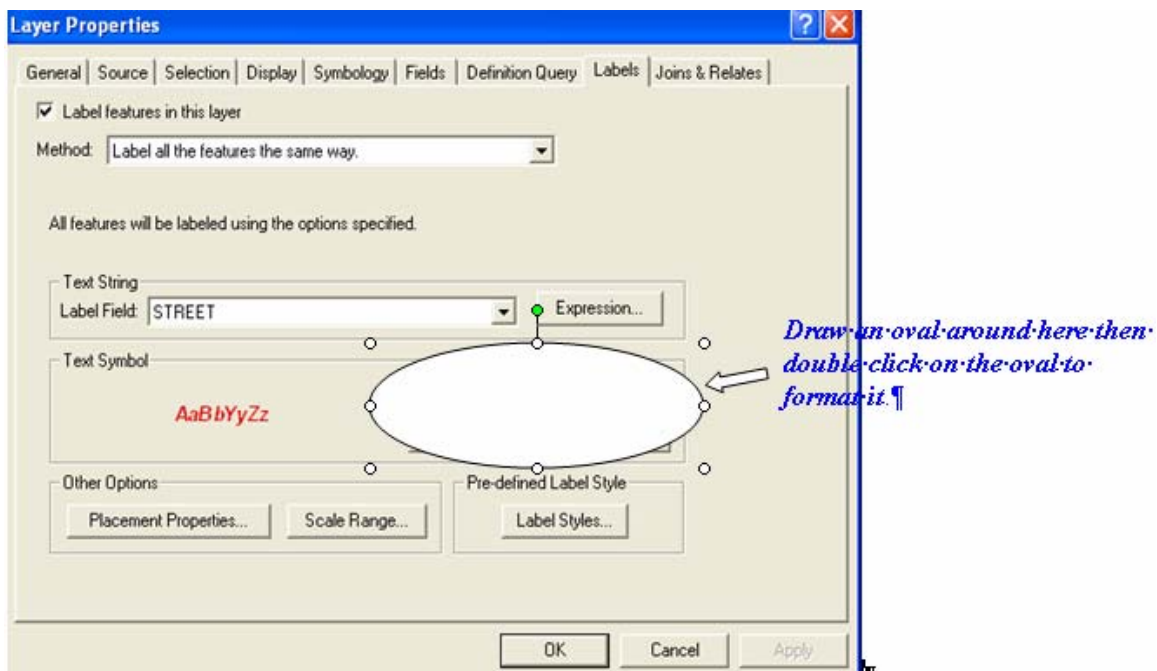 Layer Properties
General Source Selection Display Symbology Fields Definition Query Labels Joins & Relates
Label features in this layer
Method: Label all the features the same way.
All features will be labeled using the options specified.
Text String
Label Field: STREET Expression...
Text Symbol
AaBbYyZz
Other Options
Placement Properties... Scale Range...
Pre-defined Label Style
Label Styles...
OK Cancel Apply
Draw·an·oval·around·here·then·
double·click·on·the·oval·to·
format·it.¶